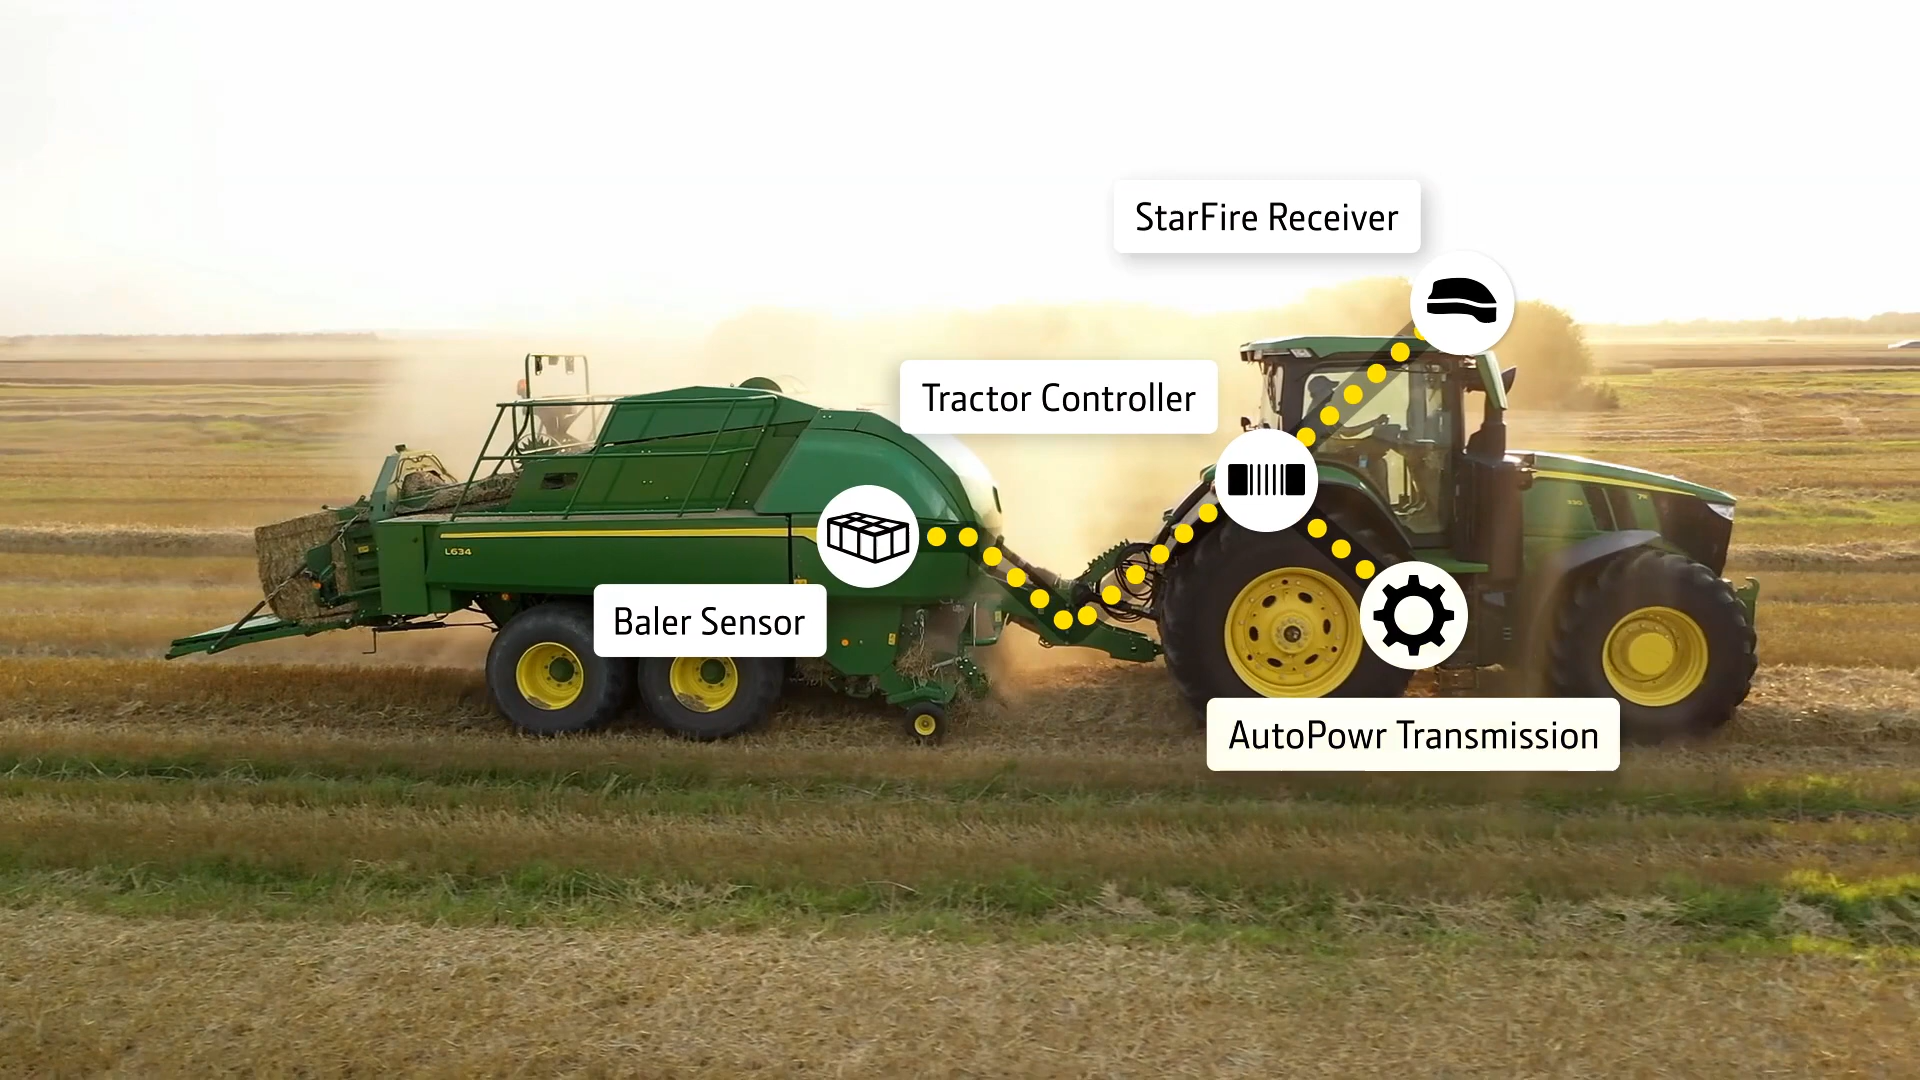 StarFire Receiver
Tractor Controller
L634
Baler Sensor
AutoPowr Transmission